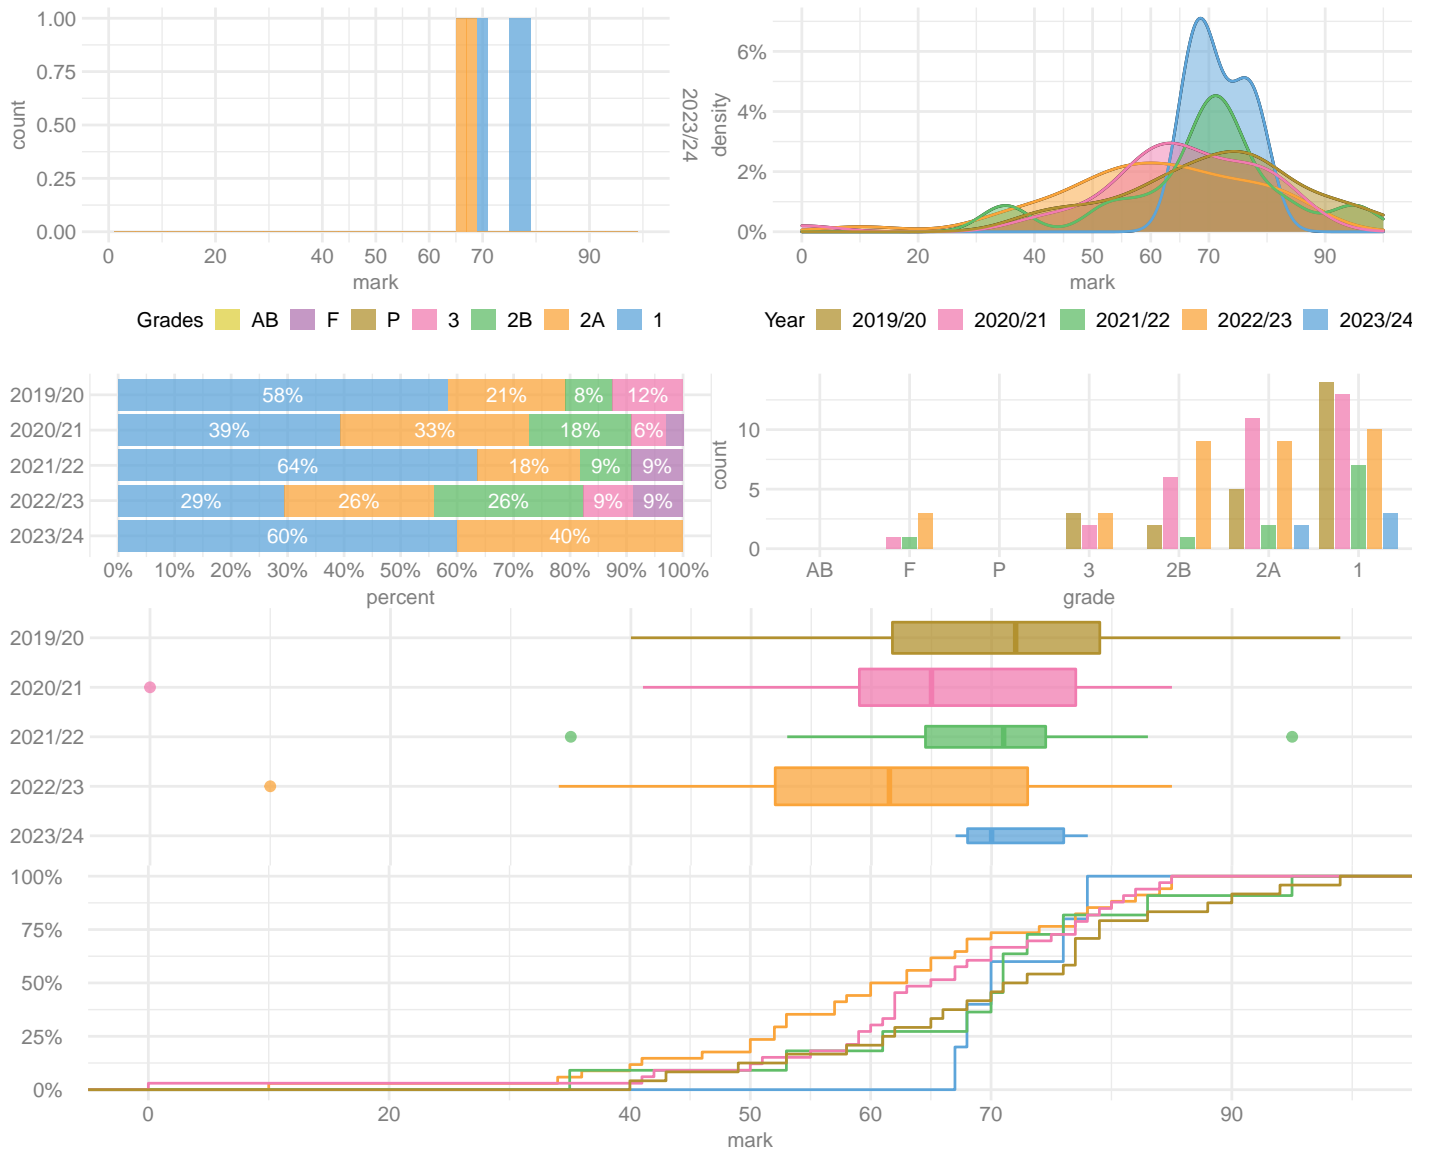 1.00
0.75
0.50
0.25
0.00
count
0 20 40 50 60 70 90
mark
2023/24
6%
4%
2%
0%
density
0 20 40 50 60 70 90
mark
Grades AB F P 3 2B 2A 1
Year 2019/20 2020/21 2021/22 2022/23 2023/24
2019/20 58% 21% 8% 12%
2020/21 39% 33% 18% 6%
2021/22 64% 18% 9% 9%
2022/23 29% 26% 26% 9% 9%
2023/24 60% 40%
0% 10% 20% 30% 40% 50% 60% 70% 80% 90% 100%
percent
10
5
0
count
AB F P 3 2B 2A 1
grade
2019/20
2020/21
2021/22
2022/23
2023/24
100%
75%
50%
25%
0%
0 20 40 50 60 70 90
mark